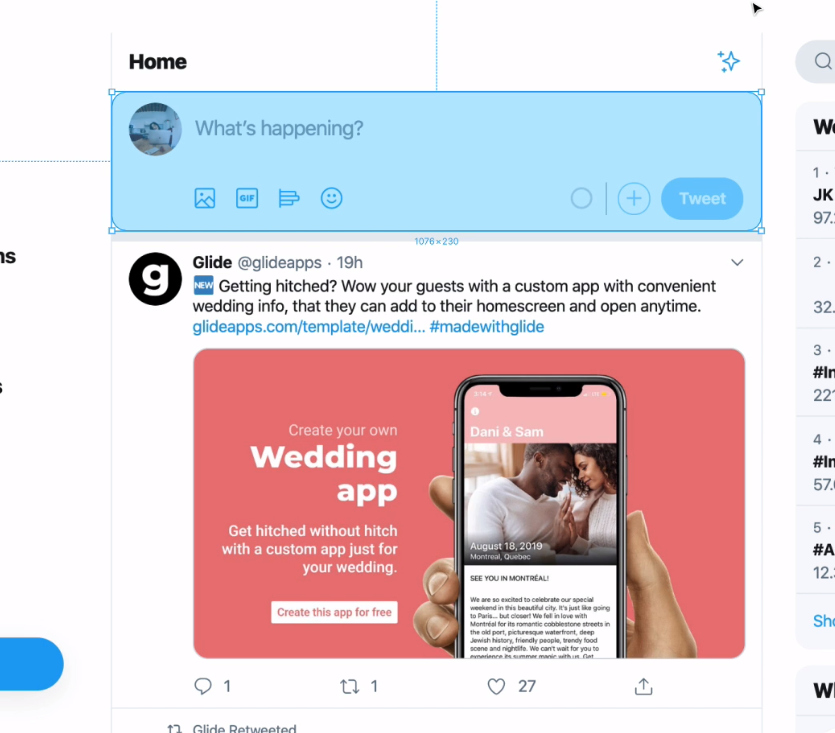 Home
What's happening?
GIF
Tweet
1076×230
g
Glide @glideapps · 19h
NEW Getting hitched? Wow your guests with a custom app with convenient
wedding info, that they can add to their homescreen and open anytime.
glideapps.com/template/weddi... #madewithglide
Create your own
Wedding
app
Get hitched without hitch
with a custom app just for
your wedding.
Create this app for free
Dani & Sam
August 18, 2019
Montreal, Quebec
SEE YOU IN MONTRÉAL!
We are so excited to celebrate our special
weekend in this beautiful city. It's just like going
to Paris... but closer! We fell in love with
Montréal for its romantic cobblestone streets in
the old port, picturesque waterfront, deep
Jewish history, friendly people, trendy food
scene and nightlife. We can't wait for you to
experience its summer magic with us. Get
1 1 27
Glide Retweeted
1 ·
JK
97.
2 ·
32.
3 ·
#In
221
4 ·
#In
57.
5 ·
#A
12.
Sho